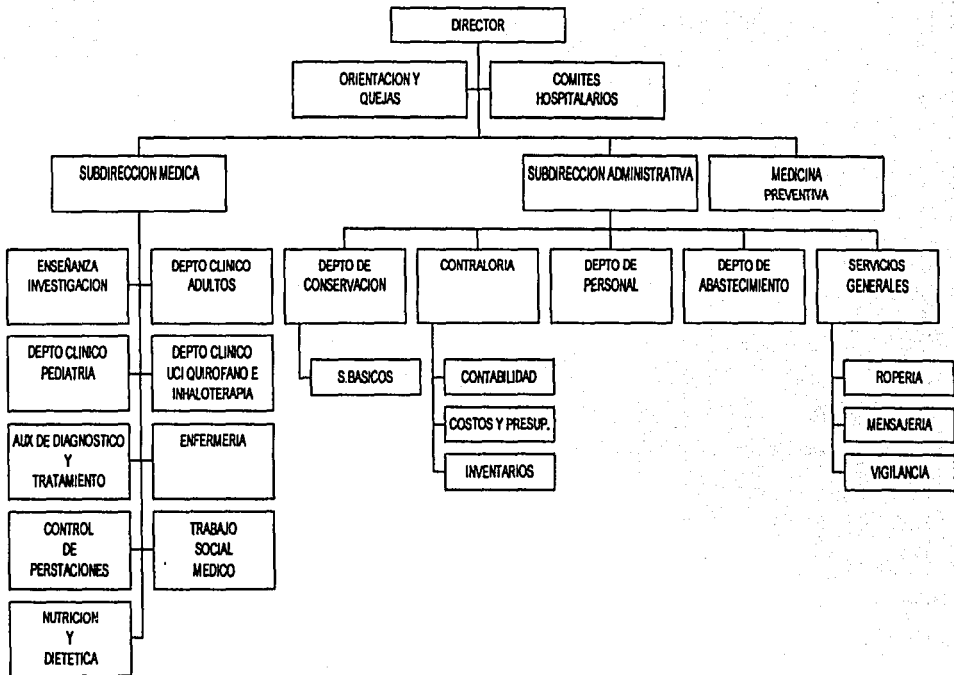 DIRECTOR
ORIENTACION Y
QUEJAS
COMITES
HOSPITALARIOS
SUBDIRECCION MEDICA
SUBDIRECCION ADMINISTRATIVA
MEDICINA
PREVENTIVA
ENSEÑANZA
INVESTIGACION
DEPTO CLINICO
ADULTOS
DEPTO DE
CONSERVACION
CONTRALORIA
DEPTO DE
PERSONAL
DEPTO DE
ABASTECIMIENTO
SERVICIOS
GENERALES
DEPTO CLINICO
PEDIATRIA
DEPTO CLINICO
UCI QUIROFANO E
INHALOTERAPIA
S.BASICOS
CONTABILIDAD
ROPERIA
COSTOS Y PRESUP.
MENSAJERIA
AUX DE DIAGNOSTICO
Y
TRATAMIENTO
ENFERMERIA
INVENTARIOS
VIGILANCIA
CONTROL
DE
PERSTACIONES
TRABAJO
SOCIAL
MEDICO
NUTRICION
Y
DIETETICA